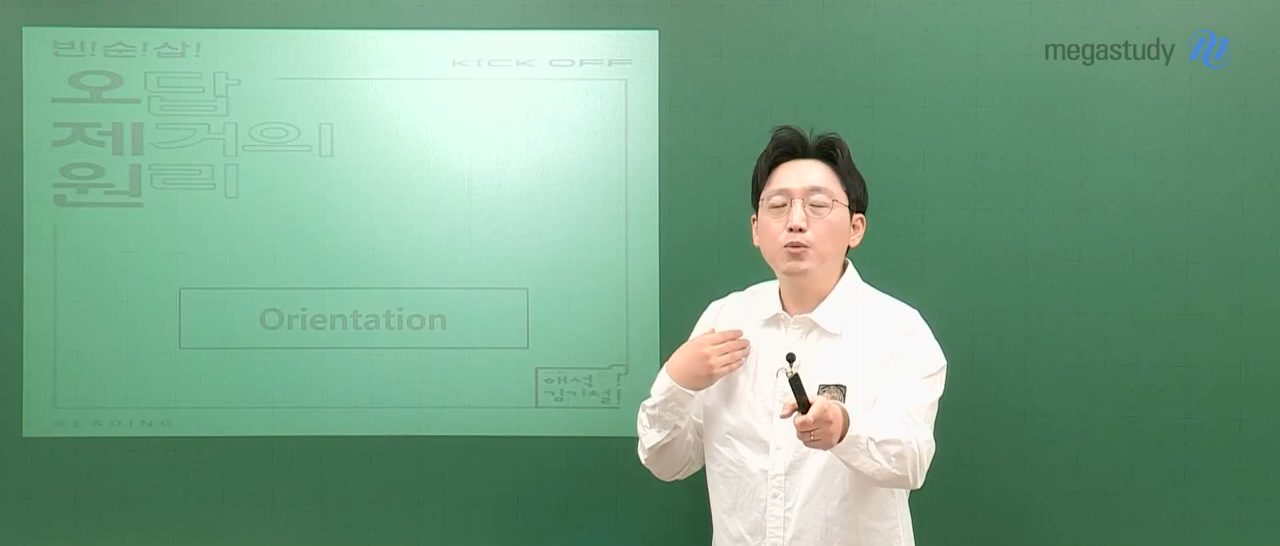 빈!순!삽!
오답
제거의
원리
KICK OFF
Orientation
해석은!
김기철!
READING
megastudy